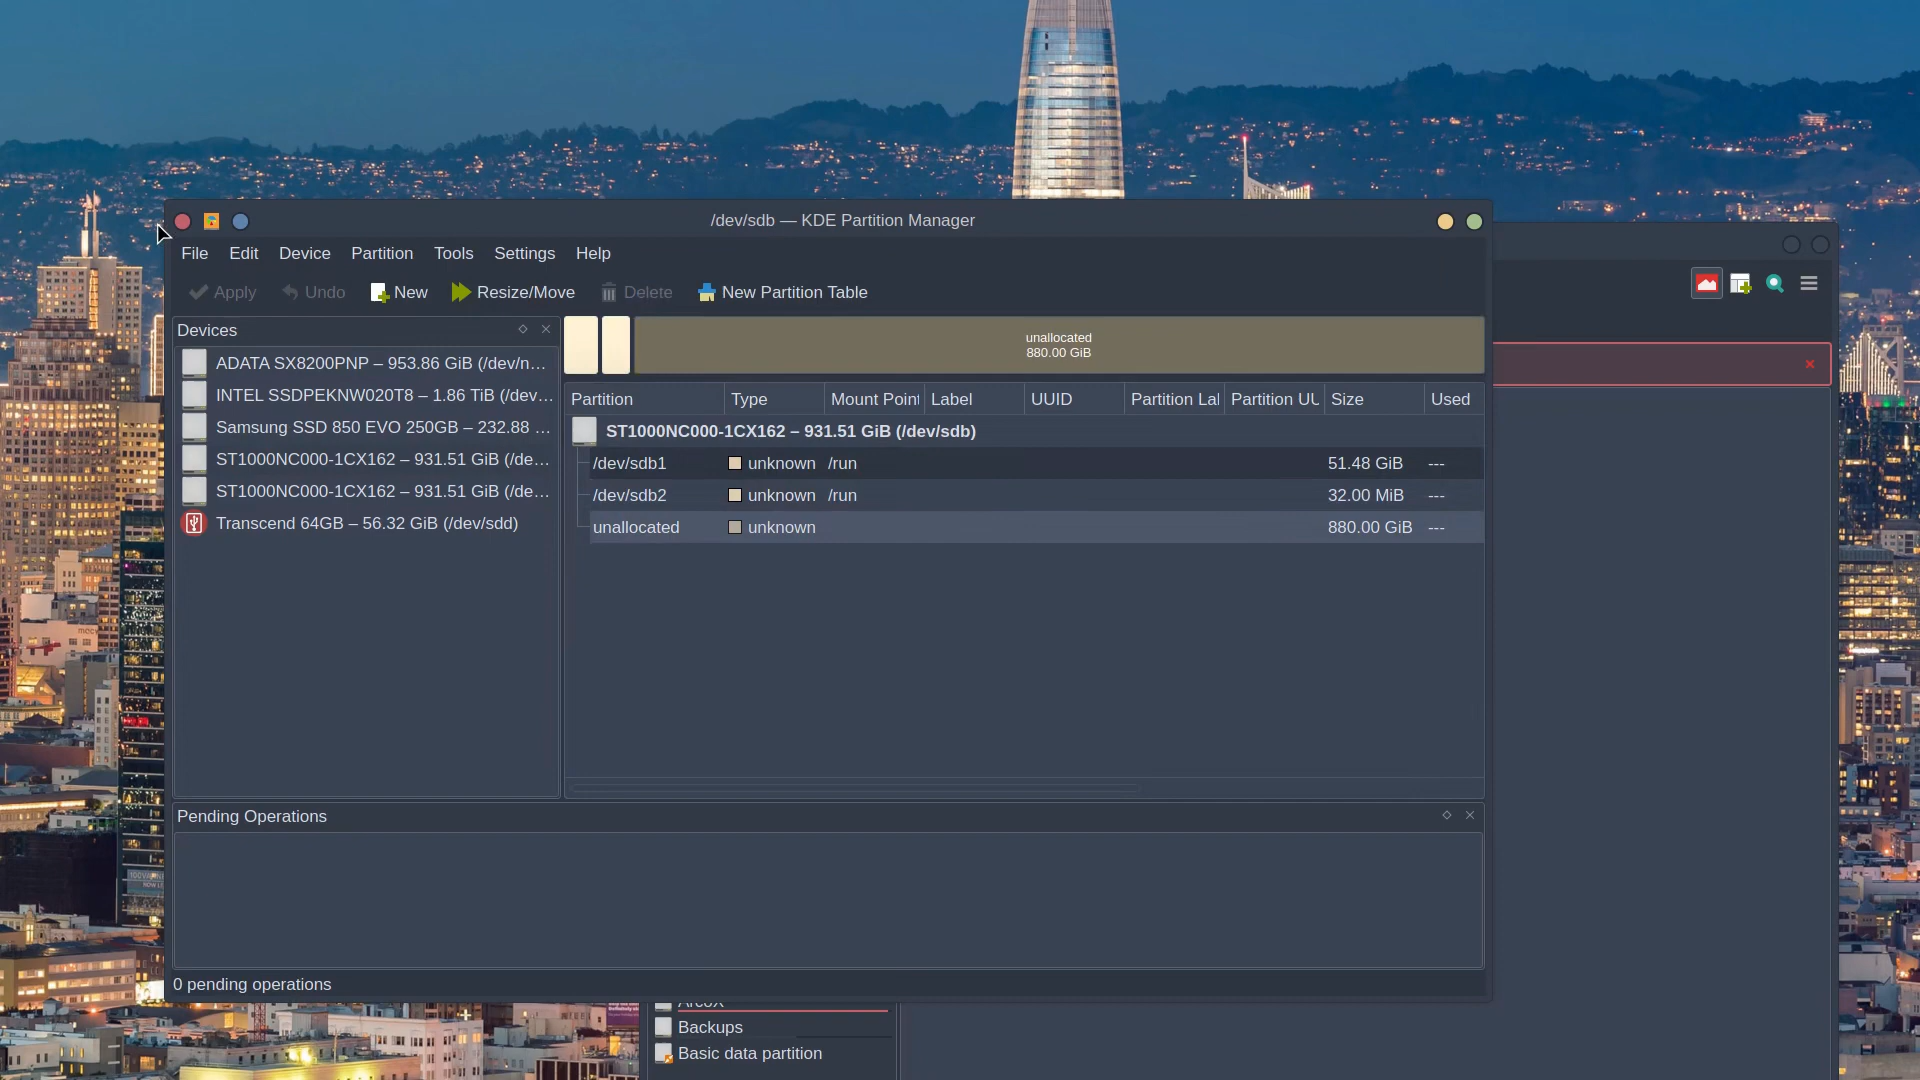 /dev/sdb — KDE Partition Manager
File Edit Device Partition Tools Settings Help
Apply Undo New Resize/Move Delete New Partition Table
Devices
ADATA SX8200PNP – 953.86 GiB (/dev/n...
INTEL SSDPEKNW020T8 – 1.86 TiB (/dev...
Samsung SSD 850 EVO 250GB – 232.88 ...
ST1000NC000-1CX162 – 931.51 GiB (/de...
ST1000NC000-1CX162 – 931.51 GiB (/de...
Transcend 64GB – 56.32 GiB (/dev/sdd)
unallocated
880.00 GiB
Partition Type Mount Point Label UUID Partition Lal Partition UU Size Used
ST1000NC000-1CX162 – 931.51 GiB (/dev/sdb)
/dev/sdb1 unknown /run 51.48 GiB ---
/dev/sdb2 unknown /run 32.00 MiB ---
unallocated unknown 880.00 GiB ---
Pending Operations
0 pending operations
Backups
Basic data partition